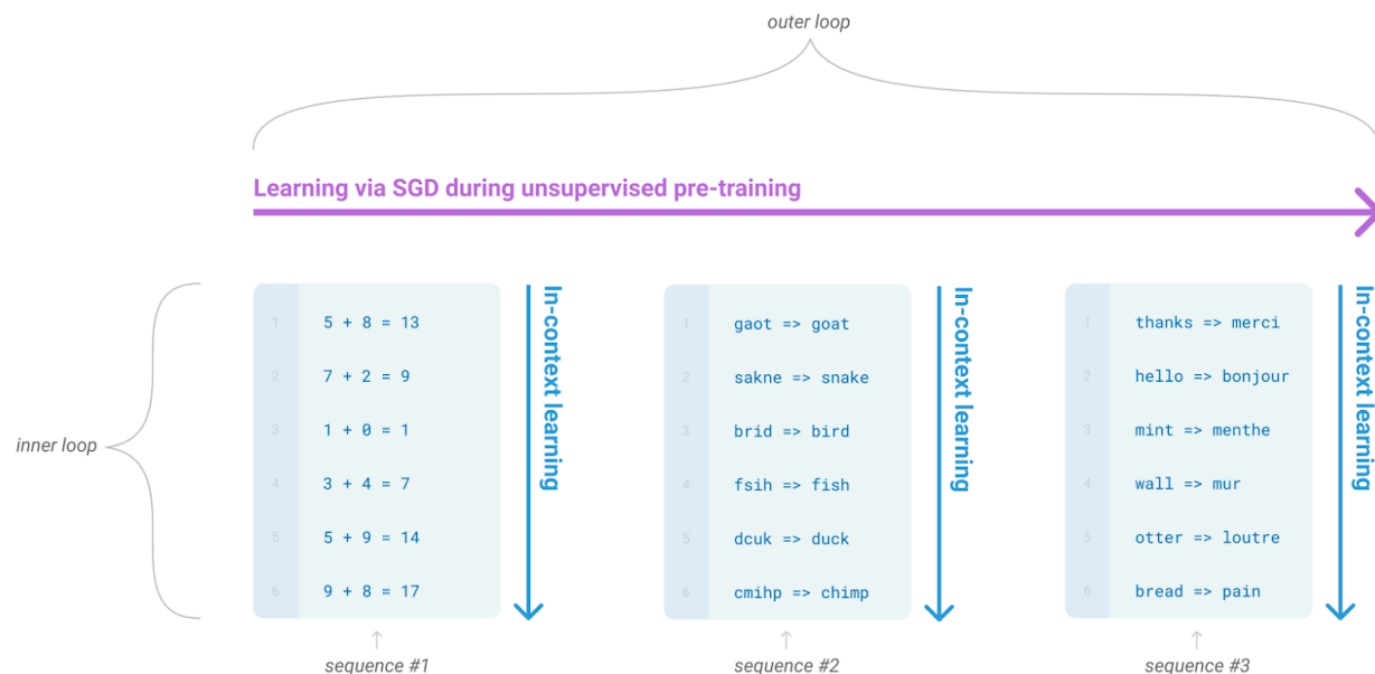 outer loop
Learning via SGD during unsupervised pre-training
inner loop
1 5 + 8 = 13
2 7 + 2 = 9
3 1 + 0 = 1
4 3 + 4 = 7
5 5 + 9 = 14
6 9 + 8 = 17
In-context learning
sequence #1
1 gaot => goat
2 sakne => snake
3 brid => bird
4 fsih => fish
5 dcuk => duck
6 cmihp => chimp
In-context learning
sequence #2
1 thanks => merci
2 hello => bonjour
3 mint => menthe
4 wall => mur
5 otter => loutre
6 bread => pain
In-context learning
sequence #3